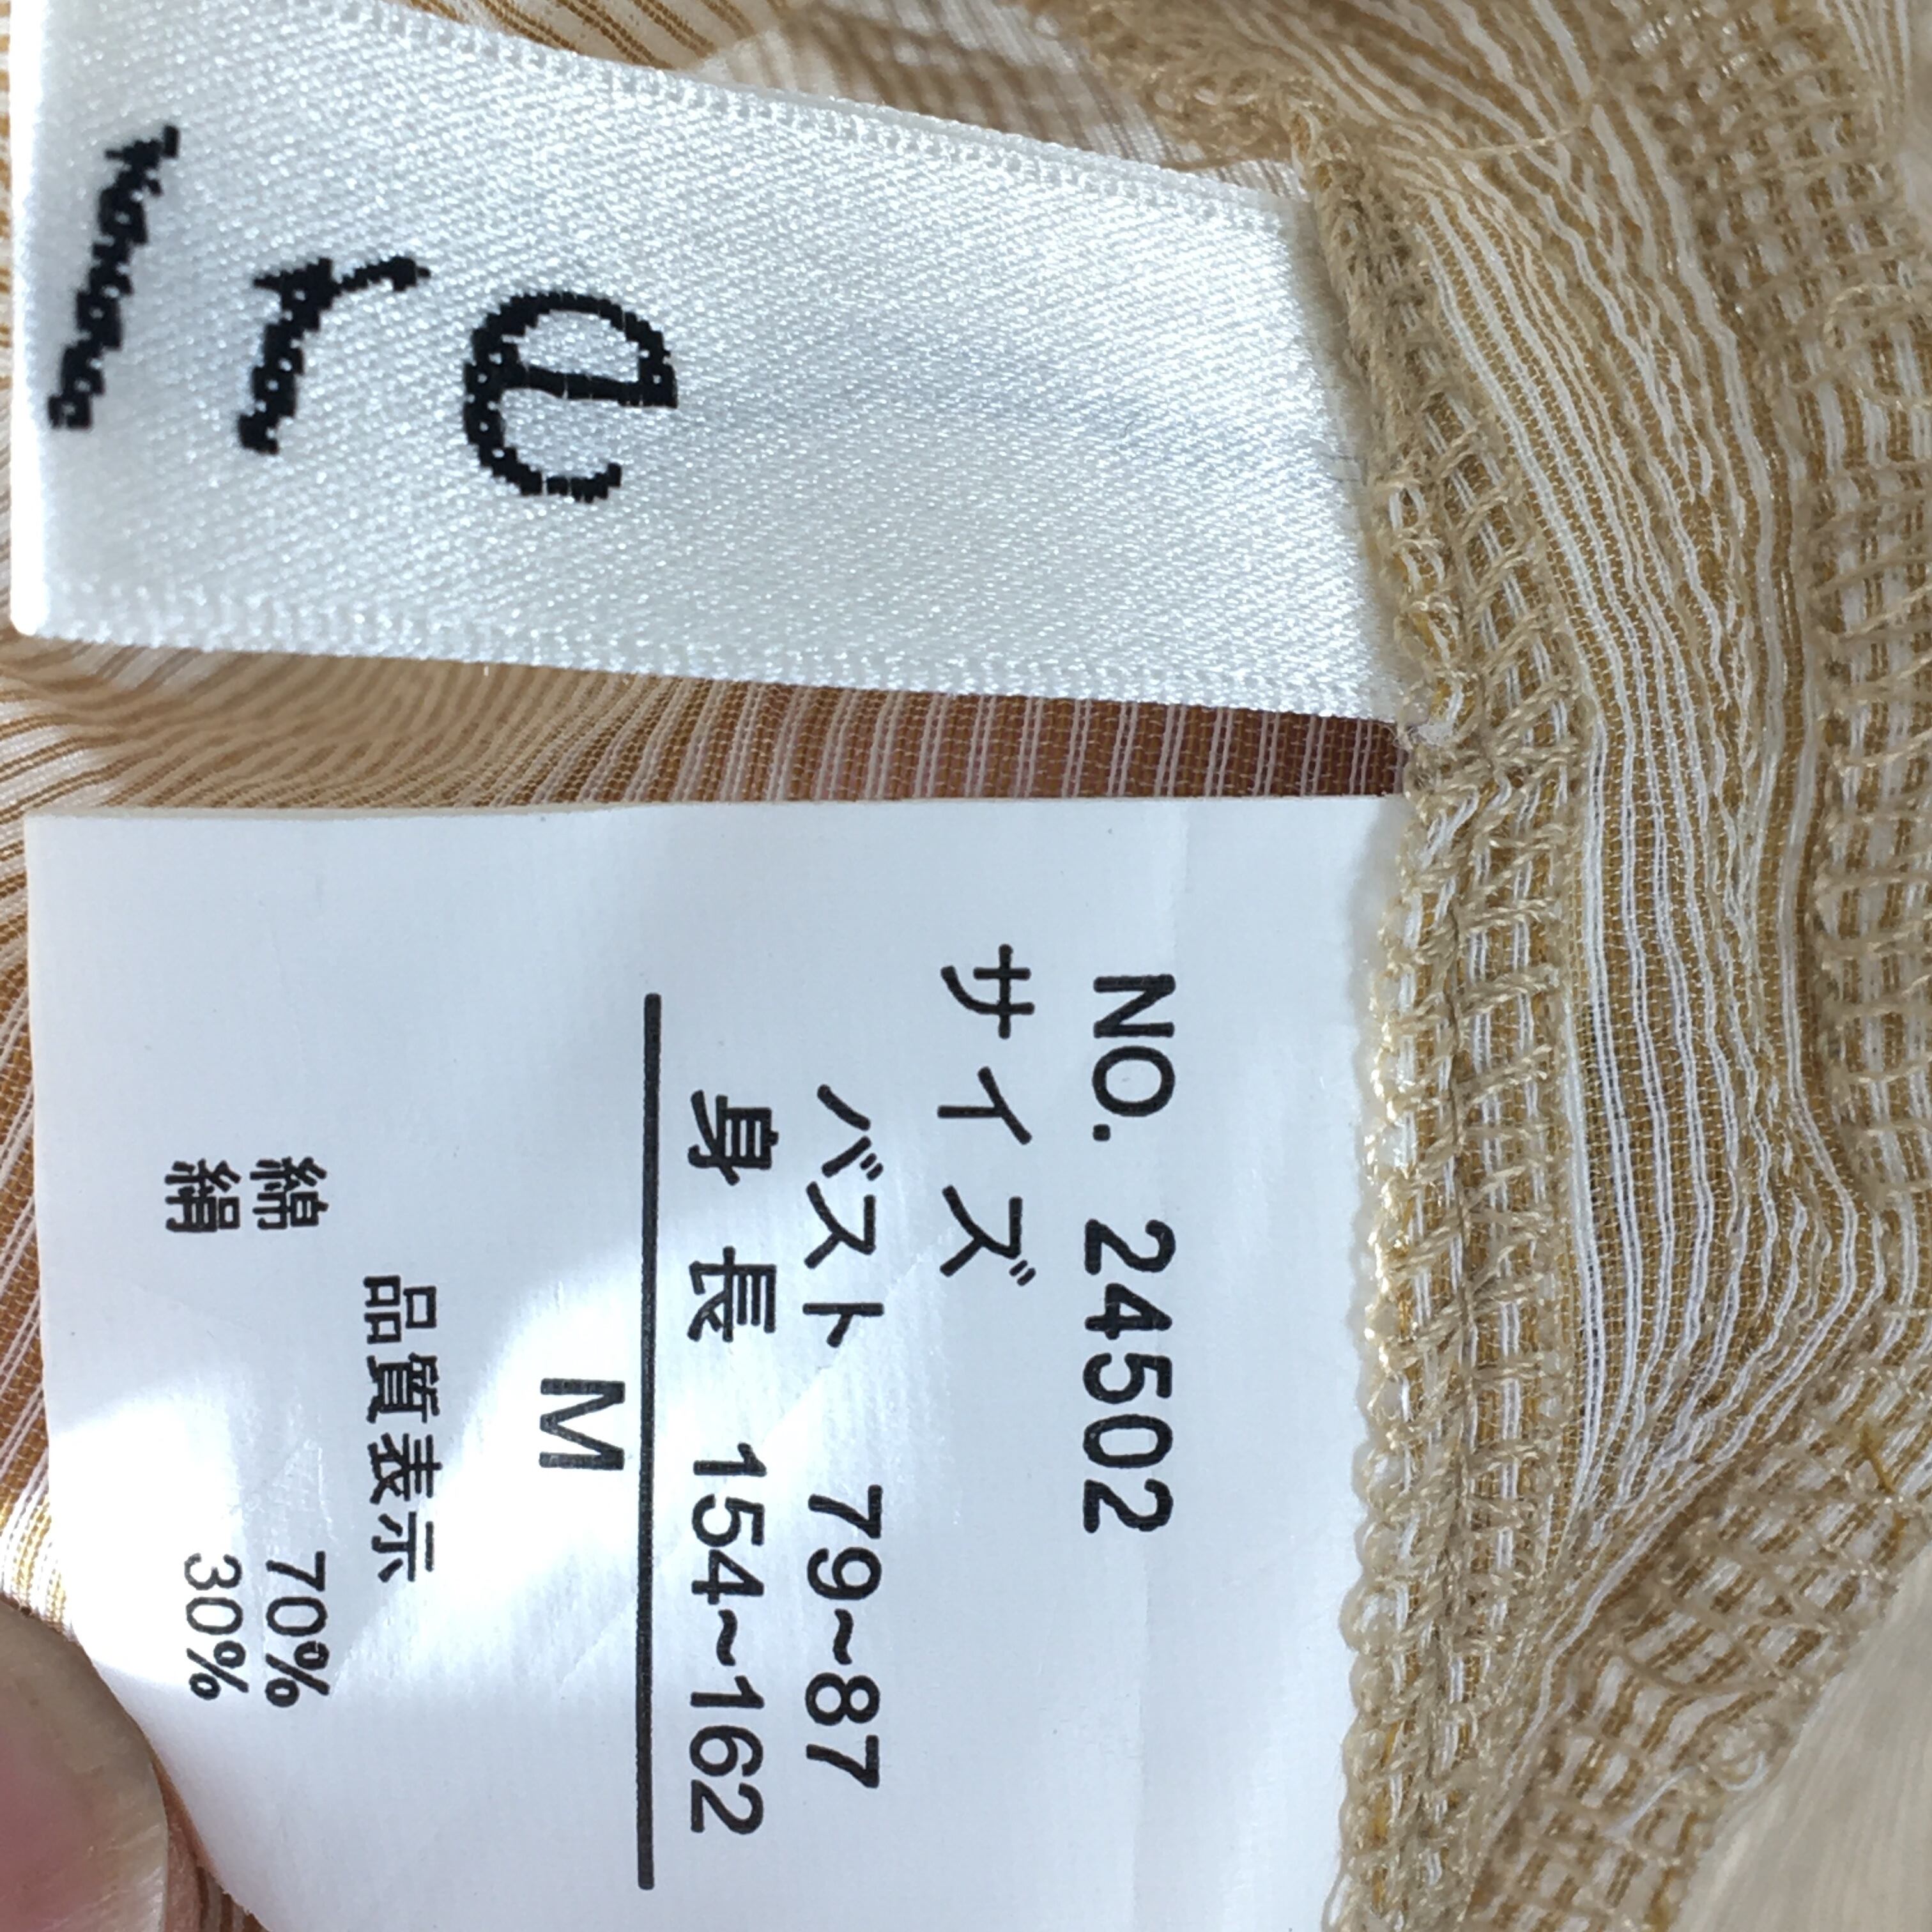 NO. 24502
サイズ
バスト 79~87
身長 154~162
M
品質表示
綿 70%
絹 30%